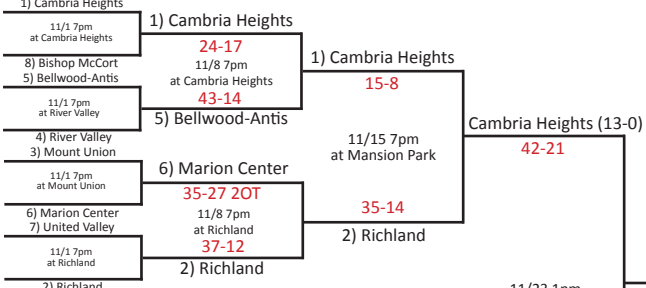 1) Cambria Heights
11/1 7pm
at Cambria Heights
8) Bishop McCort
5) Bellwood-Antis
11/1 7pm
at River Valley
4) River Valley
3) Mount Union
11/1 7pm
at Mount Union
6) Marion Center
7) United Valley
11/1 7pm
at Richland
2) Richland
1) Cambria Heights
24-17
11/8 7pm
at Cambria Heights
43-14
5) Bellwood-Antis
6) Marion Center
35-27 2OT
11/8 7pm
at Richland
37-12
2) Richland
1) Cambria Heights
15-8
11/15 7pm
at Mansion Park
35-14
2) Richland
Cambria Heights (13-0)
42-21
11/23 1pm